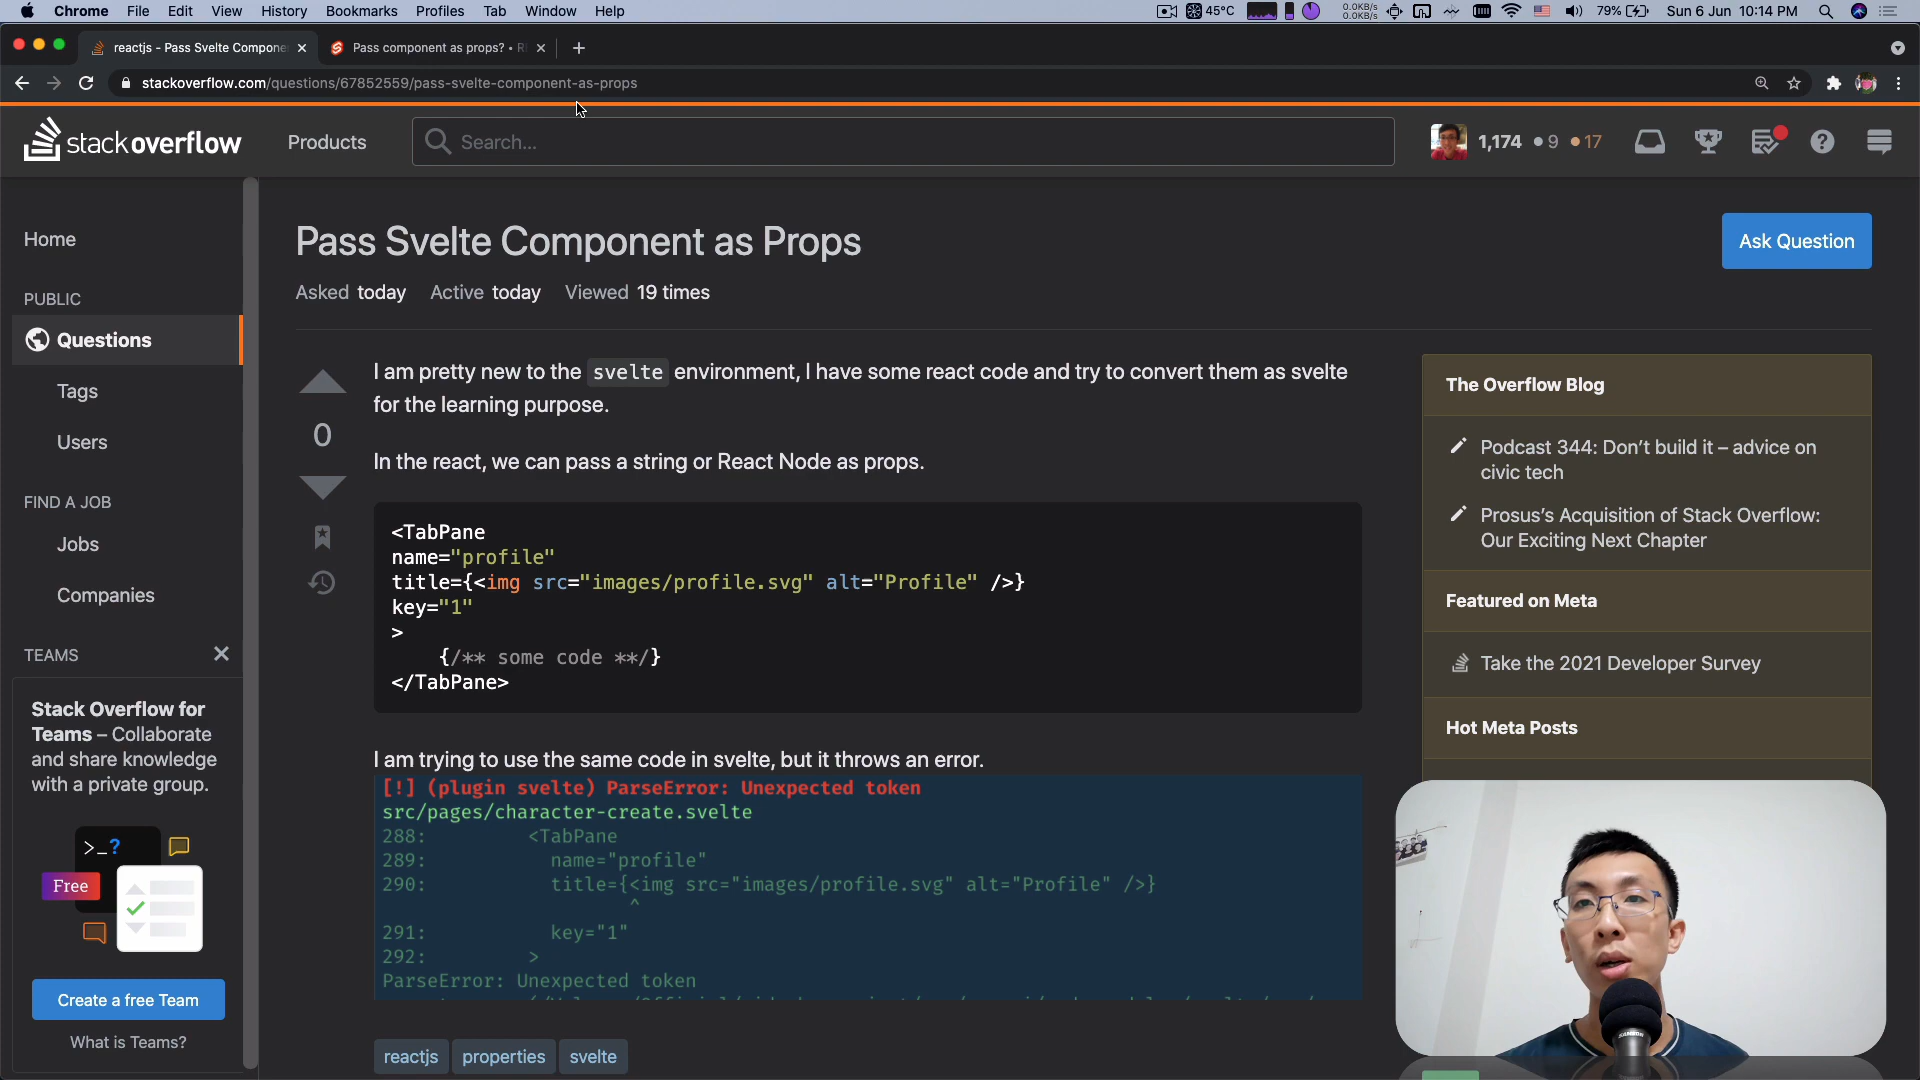 Chrome File Edit View History Bookmarks Profiles Tab Window Help
45°C 0.0KB/s 0.0KB/s 79% Sun 6 Jun 10:14 PM
reactjs - Pass Svelte Compone
Pass component as props? • R
stackoverflow.com/questions/67852559/pass-svelte-component-as-props
stackoverflow Products Search... 1,174 9 17
Home
PUBLIC
Questions
Tags
Users
FIND A JOB
Jobs
Companies
TEAMS
Stack Overflow for
Teams – Collaborate
and share knowledge
with a private group.
>_?
Free
Create a free Team
What is Teams?
Pass Svelte Component as Props
Ask Question
Asked today Active today Viewed 19 times
0
I am pretty new to the svelte environment, I have some react code and try to convert them as svelte
for the learning purpose.
In the react, we can pass a string or React Node as props.
<TabPane
name="profile"
title={<img src="images/profile.svg" alt="Profile" />}
key="1"
>
{/** some code **/}
</TabPane>
I am trying to use the same code in svelte, but it throws an error.
[!] (plugin svelte) ParseError: Unexpected token
src/pages/character-create.svelte
288: <TabPane
289: name="profile"
290: title={<img src="images/profile.svg" alt="Profile" />}
^
291: key="1"
292: >
ParseError: Unexpected token
reactjs properties svelte
The Overflow Blog
Podcast 344: Don't build it – advice on
civic tech
Prosus's Acquisition of Stack Overflow:
Our Exciting Next Chapter
Featured on Meta
Take the 2021 Developer Survey
Hot Meta Posts